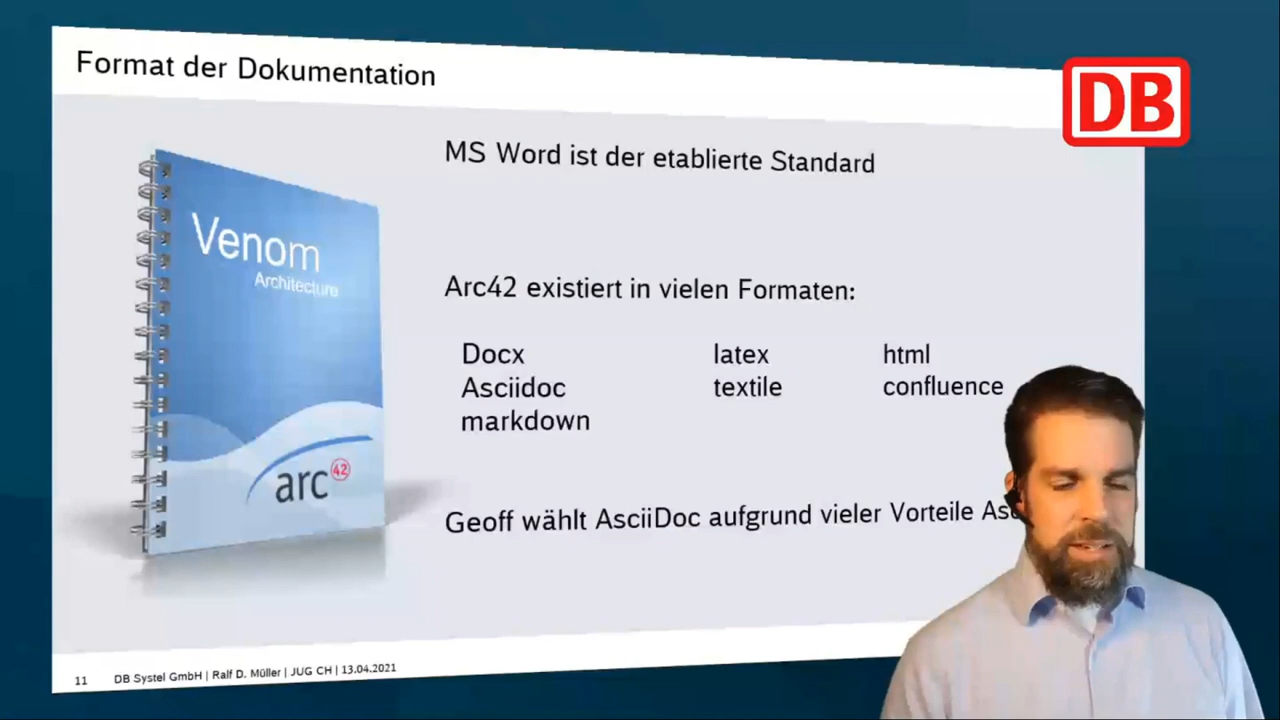 Format der Dokumentation
DB
MS Word ist der etablierte Standard
Venom
Architecture
Arc42 existiert in vielen Formaten:
Docx latex html
Asciidoc textile confluence
markdown
arc42
Geoff wählt AsciiDoc aufgrund vieler Vorteile
11 DB Systel GmbH | Ralf D. Müller | JUG CH | 13.04.2021